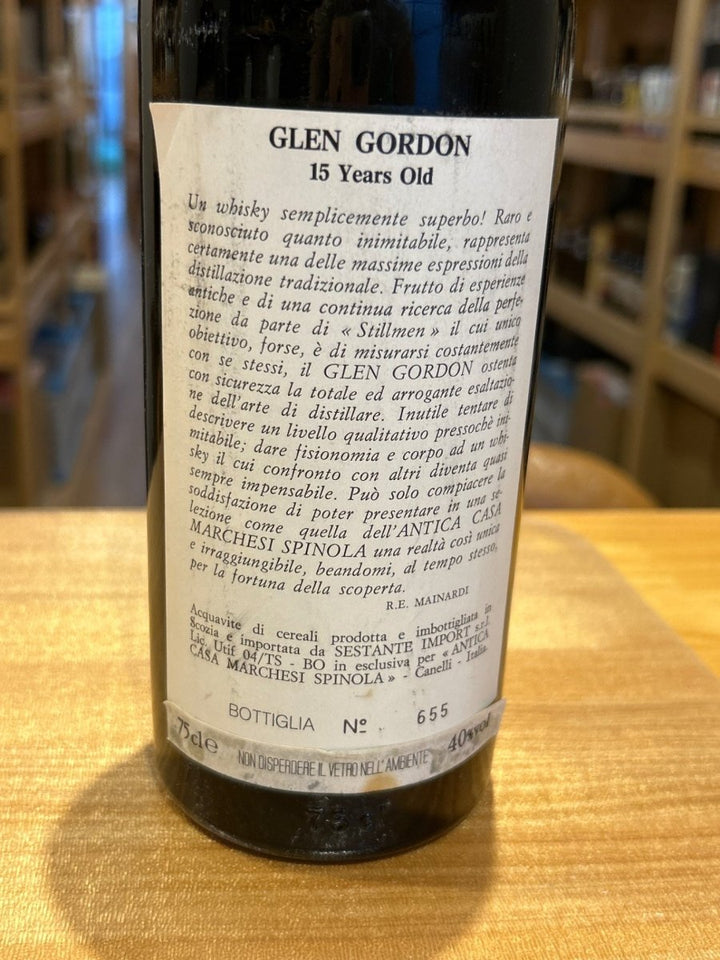 GLEN GORDON
15 Years Old
Un whisky semplicemente superbo! Raro e
sconosciuto quanto inimitabile, rappresenta
certamente una delle massime espressioni della
distillazione tradizionale. Frutto di esperienze
antiche e di una continua ricerca della perfe-
zione da parte di « Stillmen » il cui unico
obiettivo, forse, è di misurarsi costantemente
con se stessi, il GLEN GORDON ostenta
con sicurezza la totale ed arrogante esaltazio-
ne dell'arte di distillare. Inutile tentare di
descrivere un livello qualitativo pressochè ini-
mitabile; dare fisionomia e corpo ad un whi-
sky il cui confronto con altri diventa quasi
sempre impensabile. Può solo compiacere la
soddisfazione di poter presentare in una se-
lezione come quella dell'ANTICA CASA
MARCHESI SPINOLA una realtà così unica
e irraggiungibile, beandomi, al tempo stesso,
per la fortuna della scoperta.
R.E. MAINARDI
Acquavite di cereali prodotta e imbottigliata in
Scozia e importata da SESTANTE IMPORT s.r.l.
Lic. Utif 04/TS - BO in esclusiva per « ANTICA
CASA MARCHESI SPINOLA » - Canelli - Italia.
BOTTIGLIA Nº 655
75cl e NON DISPERDERE IL VETRO NELL'AMBIENTE 40%vol